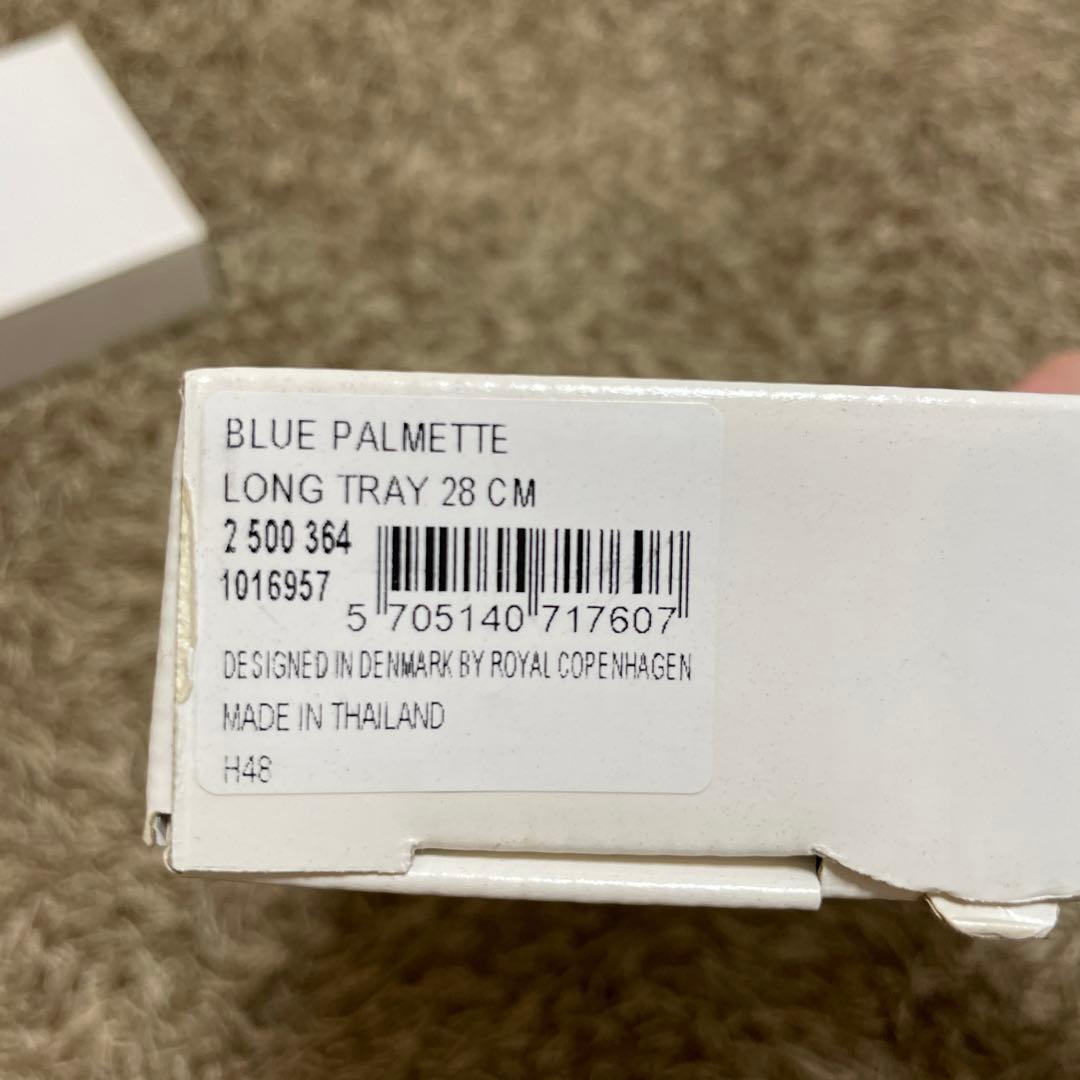 BLUE PALMETTE
LONG TRAY 28 CM
2 500 364
1016957
5 705140 717607
DESIGNED IN DENMARK BY ROYAL COPENHAGEN
MADE IN THAILAND
H48